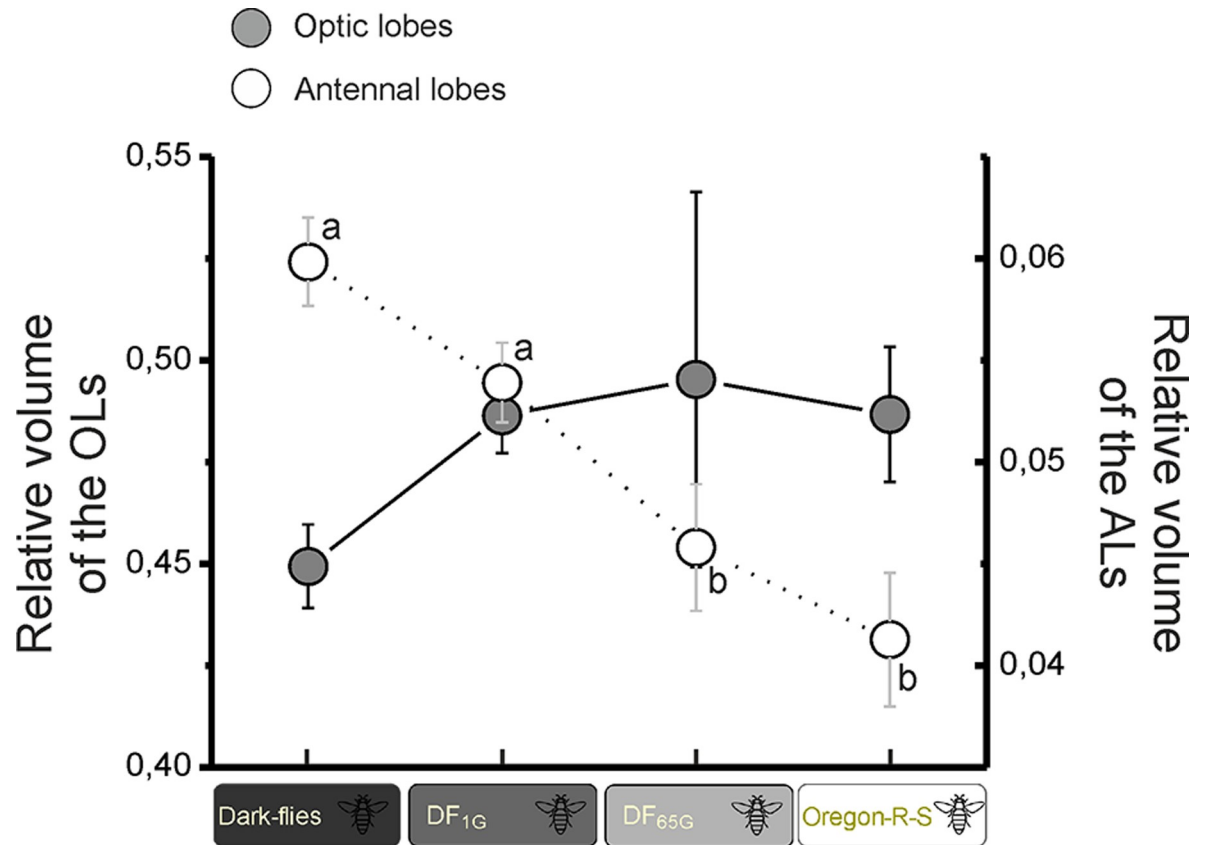 Optic lobes
Antennal lobes
0,55
0,50
0,45
0,40
Relative volume
of the OLs
a
a
b
b
0,06
0,05
0,04
Relative volume
of the ALs
Dark-flies
DF1G
DF65G
Oregon-R-S